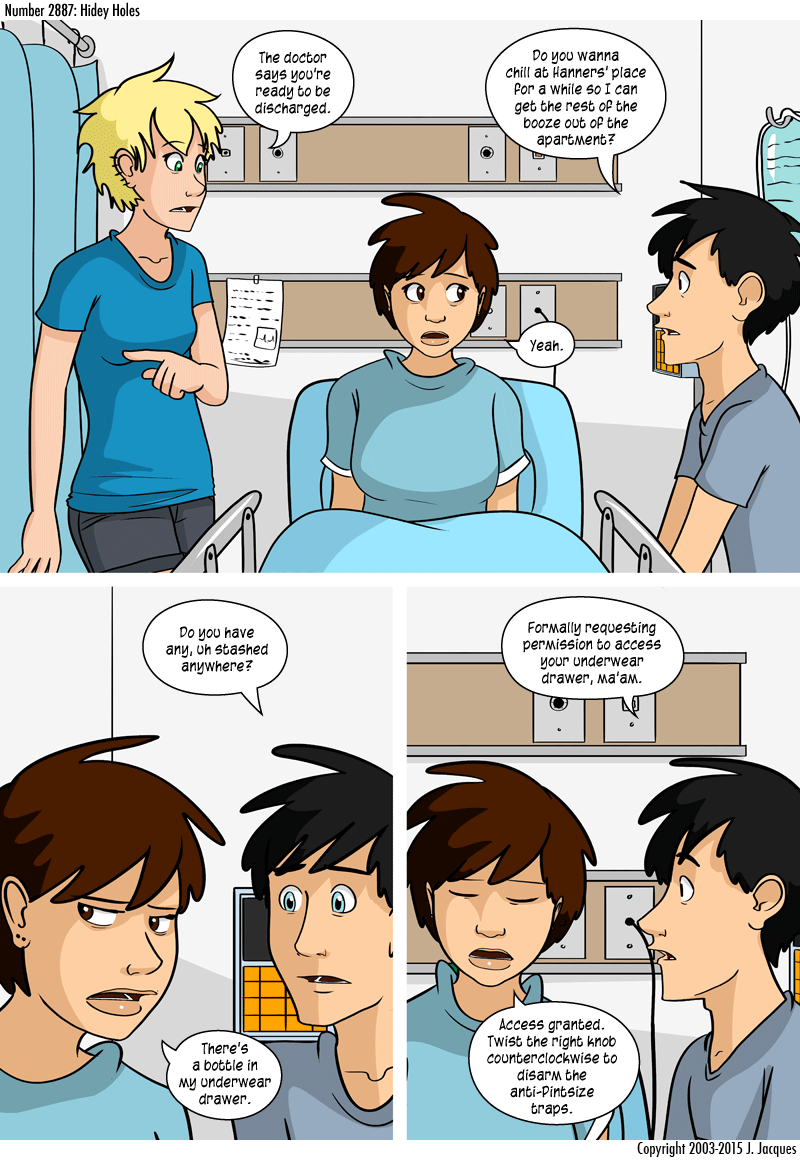 Number 2887: Hidey Holes
The doctor
says you're
ready to be
discharged.
Do you wanna
chill at Hanners' place
for a while so I can
get the rest of the
booze out of the
apartment?
Yeah.
Do you have
any, uh stashed
anywhere?
There's
a bottle in
my underwear
drawer.
Formally requesting
permission to access
your underwear
drawer, ma'am.
Access granted.
Twist the right knob
counterclockwise to
disarm the
anti-Pintsize
traps.
Copyright 2003-2015 J. Jacques